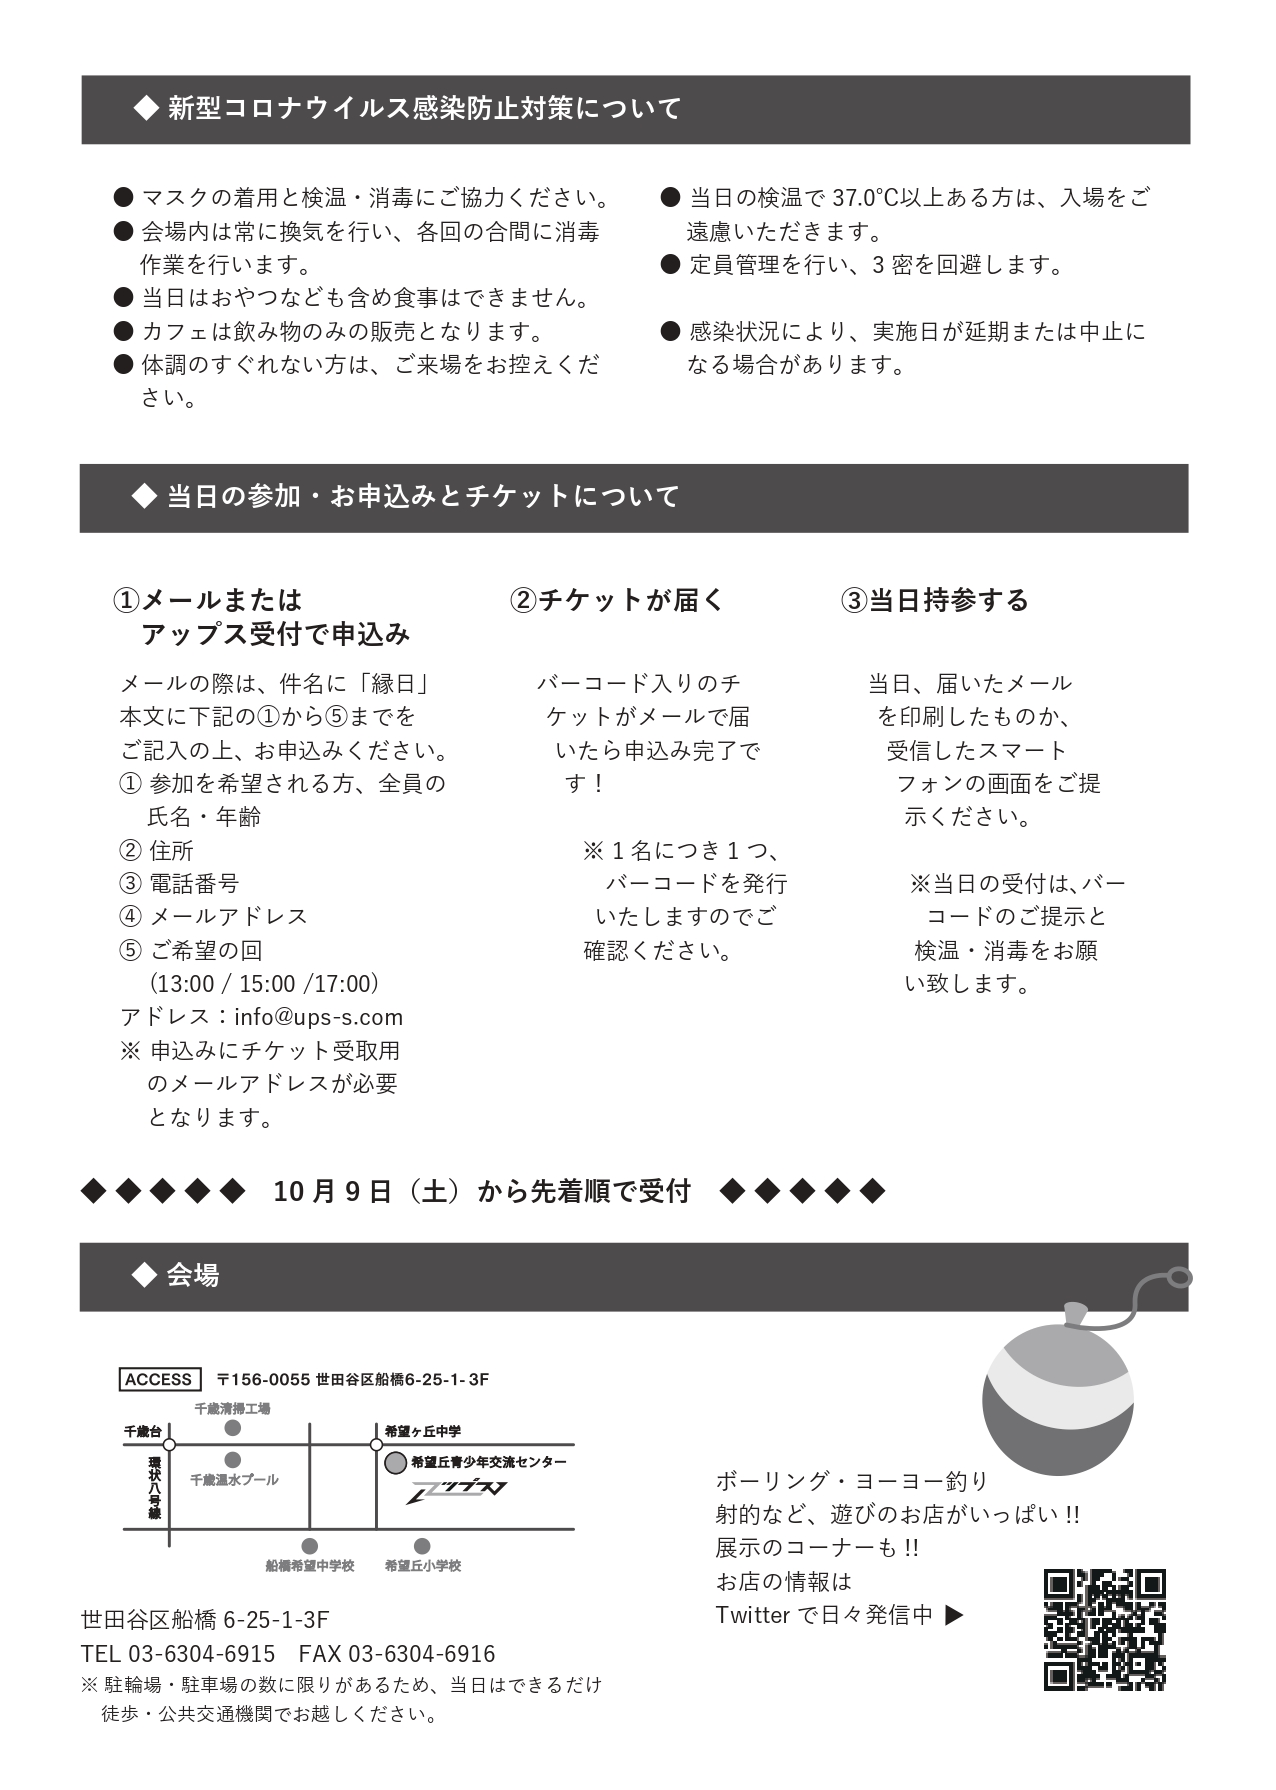 ◆ 新型コロナウイルス感染防止対策について
● マスクの着用と検温・消毒にご協力ください。
● 会場内は常に換気を行い、各回の合間に消毒
作業を行います。
● 当日はおやつなども含め食事はできません。
● カフェは飲み物のみの販売となります。
● 体調のすぐれない方は、ご来場をお控えくだ
さい。
● 当日の検温で 37.0℃以上ある方は、入場をご
遠慮いただきます。
● 定員管理を行い、3 密を回避します。
● 感染状況により、実施日が延期または中止に
なる場合があります。
◆ 当日の参加・お申込みとチケットについて
①メールまたは
アップス受付で申込み
メールの際は、件名に「縁日」
本文に下記の①から⑤までを
ご記入の上、お申込みください。
① 参加を希望される方、全員の
氏名・年齢
② 住所
③ 電話番号
④ メールアドレス
⑤ ご希望の回
(13:00 / 15:00 /17:00)
アドレス：info@ups-s.com
※ 申込みにチケット受取用
のメールアドレスが必要
となります。
②チケットが届く
バーコード入りのチ
ケットがメールで届
いたら申込み完了で
す！
※ 1 名につき 1 つ、
バーコードを発行
いたしますのでご
確認ください。
③当日持参する
当日、届いたメール
を印刷したものか、
受信したスマート
フォンの画面をご提
示ください。
※当日の受付は、バー
コードのご提示と
検温・消毒をお願
い致します。
◆◆◆◆◆ 10 月 9 日（土）から先着順で受付 ◆◆◆◆◆
◆ 会場
ACCESS 〒156-0055 世田谷区船橋6-25-1-3F
千歳清掃工場
千歳台
希望ヶ丘中学
環状八号線
千歳温水プール
希望丘青少年交流センター
アップス
船橋希望中学校
希望丘小学校
世田谷区船橋 6-25-1-3F
TEL 03-6304-6915 FAX 03-6304-6916
※ 駐輪場・駐車場の数に限りがあるため、当日はできるだけ
徒歩・公共交通機関でお越しください。
ボーリング・ヨーヨー釣り
射的など、遊びのお店がいっぱい !!
展示のコーナーも !!
お店の情報は
Twitter で日々発信中 ▶